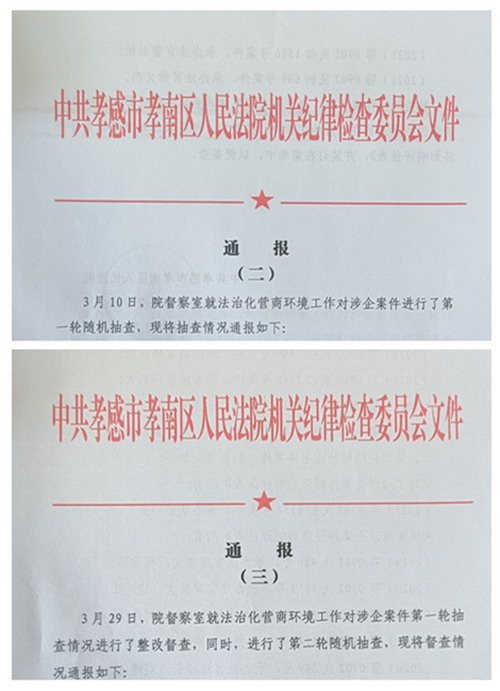 中共孝感市孝南区人民法院机关纪律检查委员会文件
通 报
（二）
3月10日，院督察室就法治化营商环境工作对涉企案件进行了第
一轮随机抽查，现将抽查情况通报如下：
中共孝感市孝南区人民法院机关纪律检查委员会文件
通 报
（三）
3月29日，院督察室就法治化营商环境工作对涉企案件第一轮抽
查情况进行了整改督查，同时，进行了第二轮随机抽查，现将督查情
况通报如下：